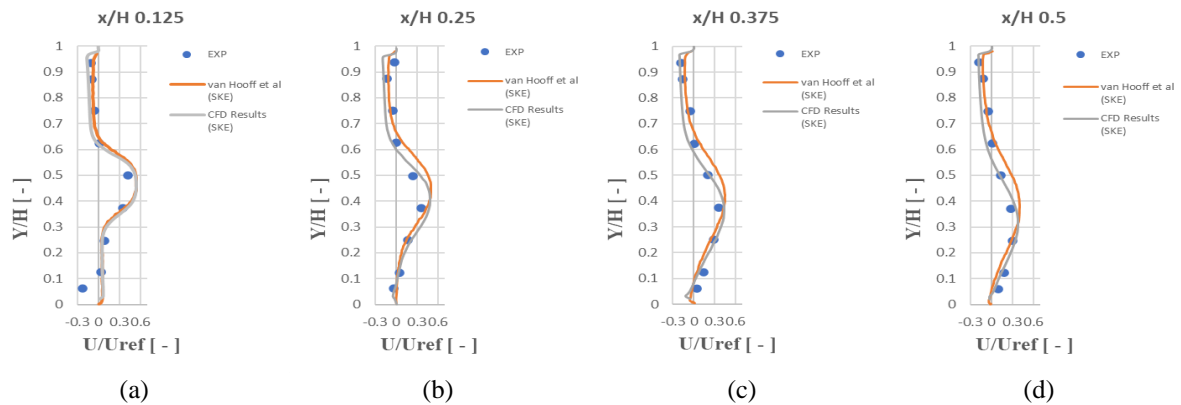 x/H 0.125
1
0.9
0.8
0.7
0.6
0.5
0.4
0.3
0.2
0.1
0
Y/H [ - ]
-0.3 0 0.30.6
U/Uref [ - ]
EXP
van Hooff et al
(SKE)
CFD Results
(SKE)
(a)
x/H 0.25
1
0.9
0.8
0.7
0.6
0.5
0.4
0.3
0.2
0.1
0
Y/H [ - ]
-0.3 0 0.30.6
U/Uref [ - ]
EXP
van Hooff et al
(SKE)
CFD Results
(SKE)
(b)
x/H 0.375
1
0.9
0.8
0.7
0.6
0.5
0.4
0.3
0.2
0.1
0
Y/H [ - ]
-0.3 0 0.30.6
U/Uref [ - ]
EXP
van Hooff et al
(SKE)
CFD Results
(SKE)
(c)
x/H 0.5
1
0.9
0.8
0.7
0.6
0.5
0.4
0.3
0.2
0.1
0
Y/H [ - ]
-0.3 0 0.30.6
U/Uref [ - ]
EXP
van Hooff et al
(SKE)
CFD Results
(SKE)
(d)